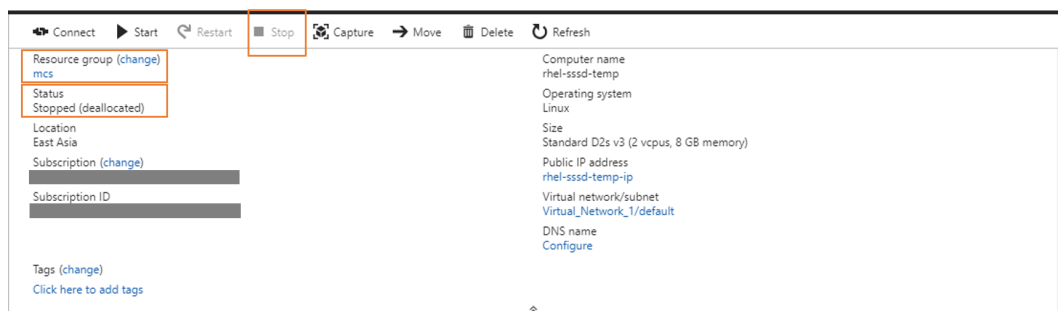 Connect Start Restart Stop Capture Move Delete Refresh
Resource group (change)
mcs
Status
Stopped (deallocated)
Location
East Asia
Subscription (change)
Subscription ID
Tags (change)
Click here to add tags
Computer name
rhel-sssd-temp
Operating system
Linux
Size
Standard D2s v3 (2 vcpus, 8 GB memory)
Public IP address
rhel-sssd-temp-ip
Virtual network/subnet
Virtual_Network_1/default
DNS name
Configure